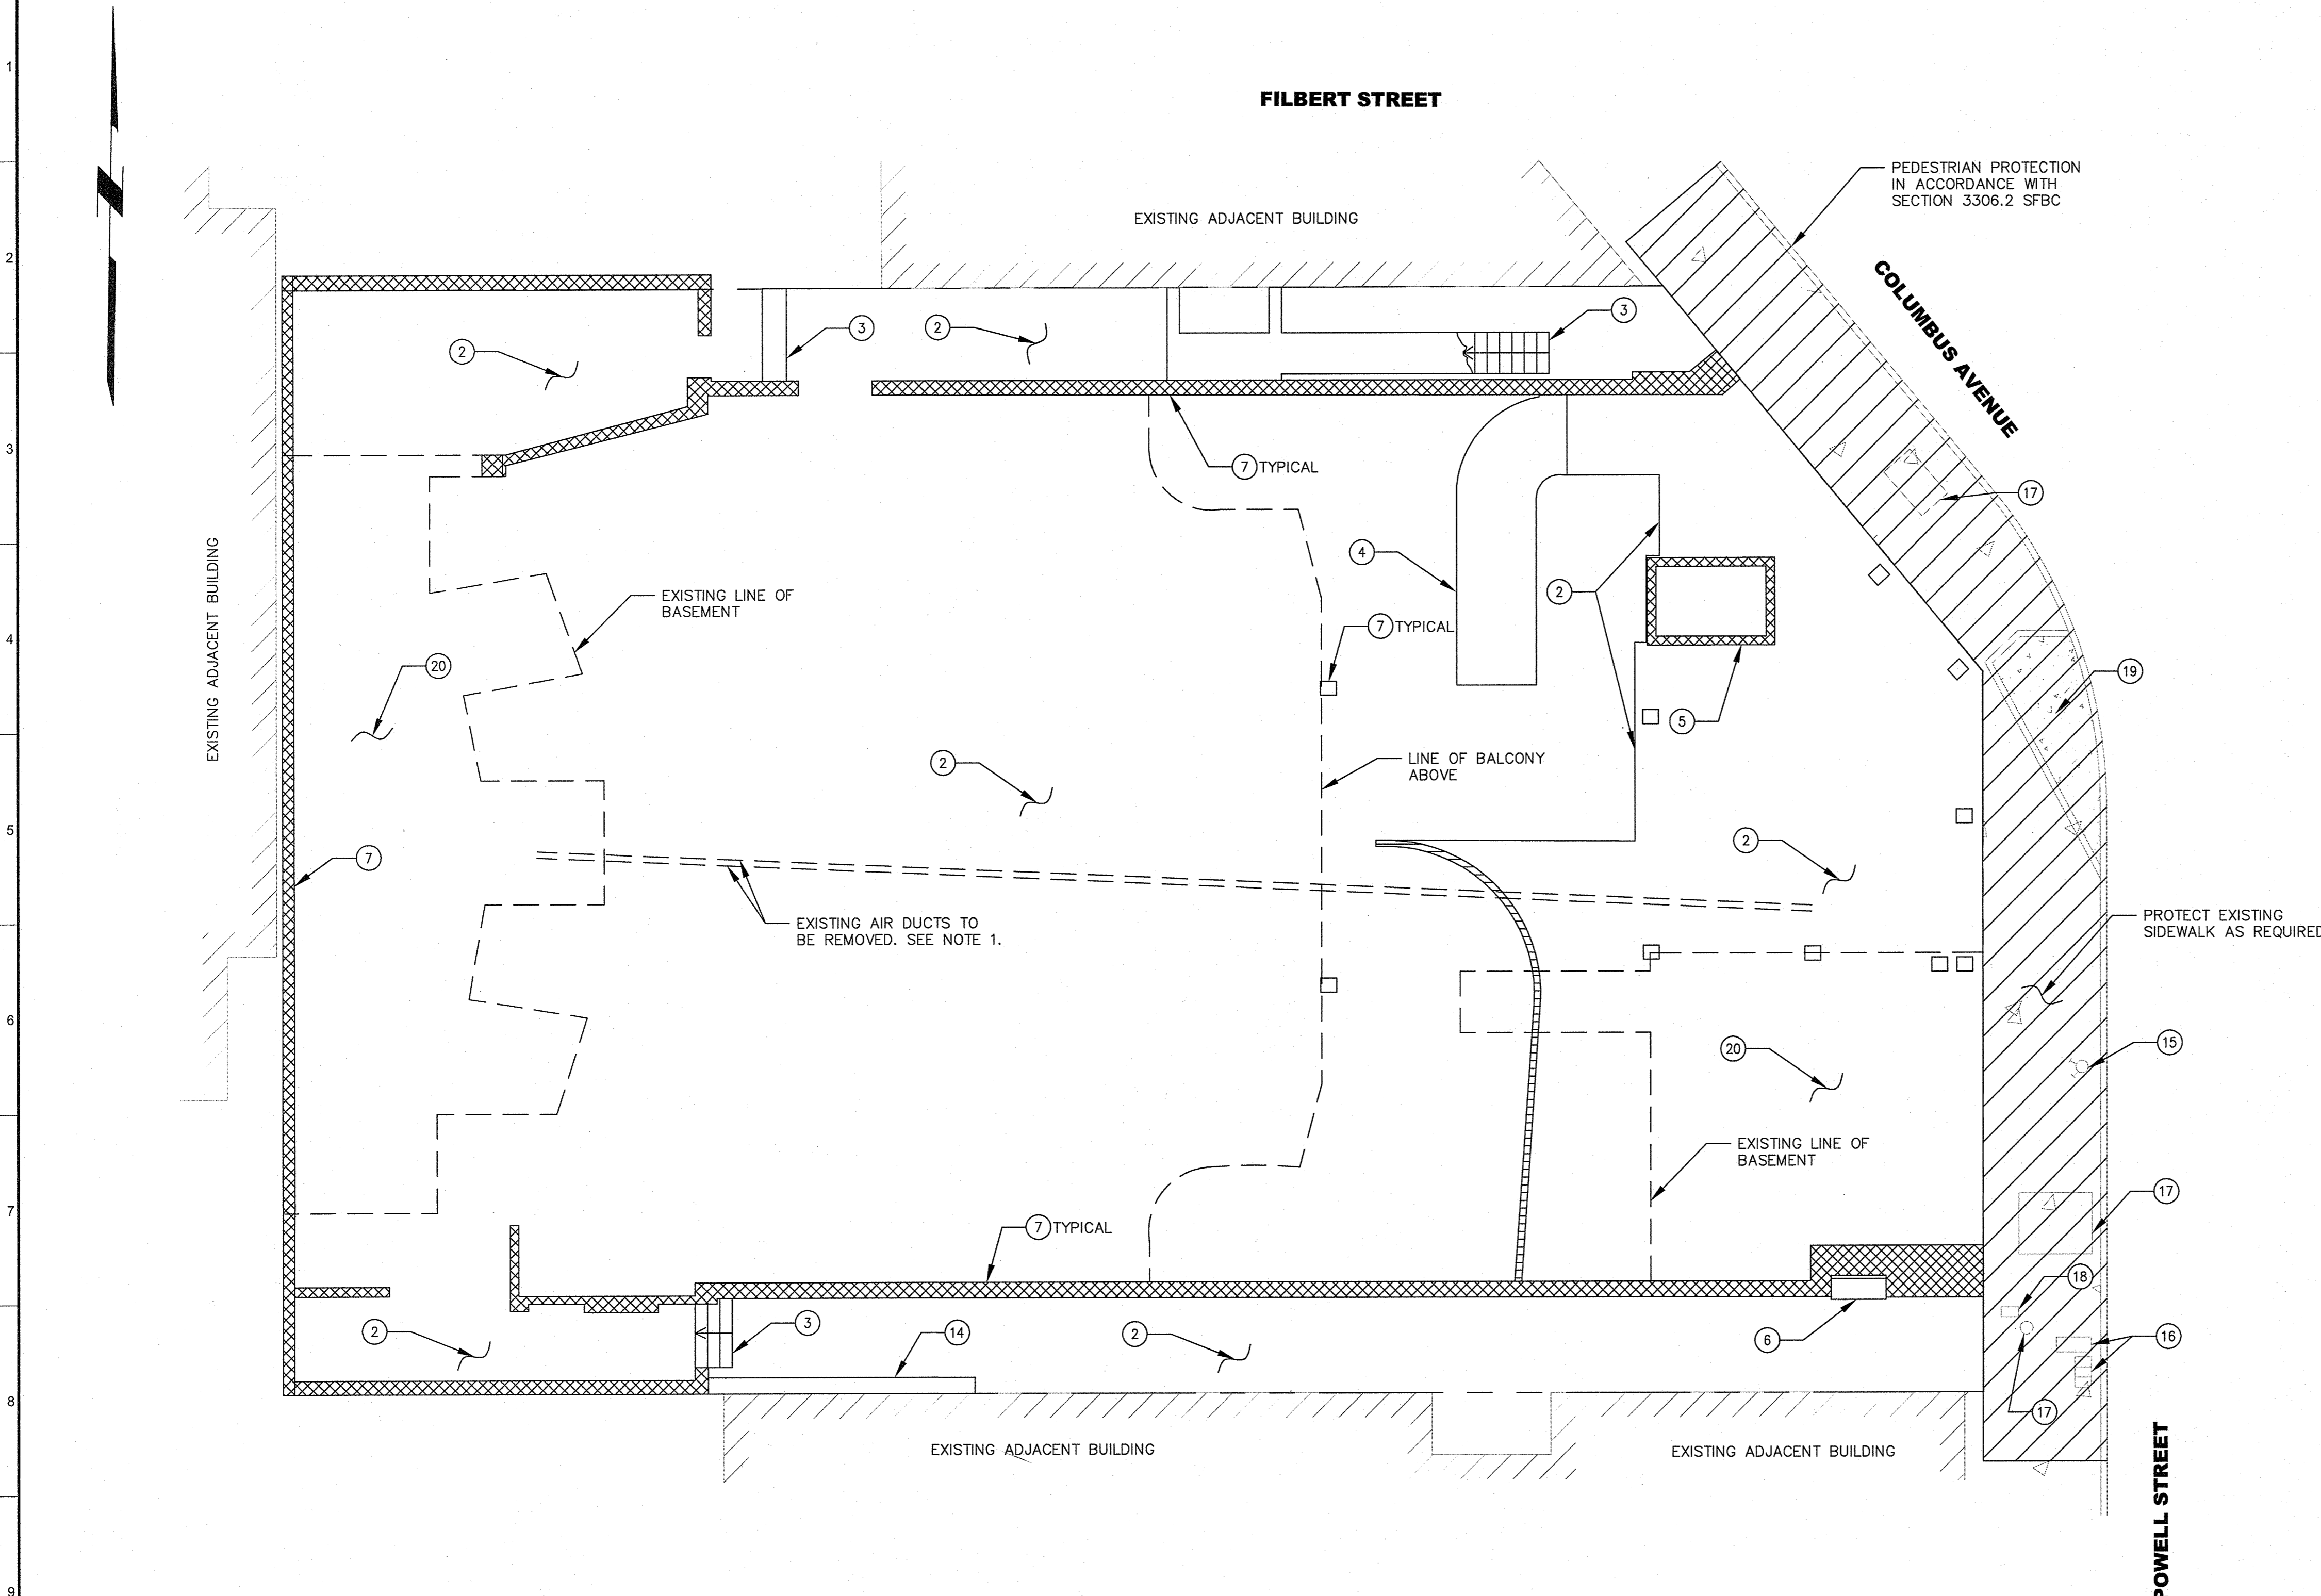 FILBERT STREET
1
PEDESTRIAN PROTECTION
IN ACCORDANCE WITH
SECTION 3306.2 SFBC
EXISTING ADJACENT BUILDING
2
COLUMBUS AVENUE
3
2
3
2
3
7 TYPICAL
17
4
2
EXISTING LINE OF
BASEMENT
EXISTING ADJACENT BUILDING
7 TYPICAL
4
20
19
5
2
LINE OF BALCONY
ABOVE
5
2
7
EXISTING AIR DUCTS TO
BE REMOVED. SEE NOTE 1.
PROTECT EXISTING
SIDEWALK AS REQUIRED
6
20
15
EXISTING LINE OF
BASEMENT
7
17
7 TYPICAL
18
3
14
2
2
6
16
8
17
EXISTING ADJACENT BUILDING
EXISTING ADJACENT BUILDING
POWELL STREET
9
N